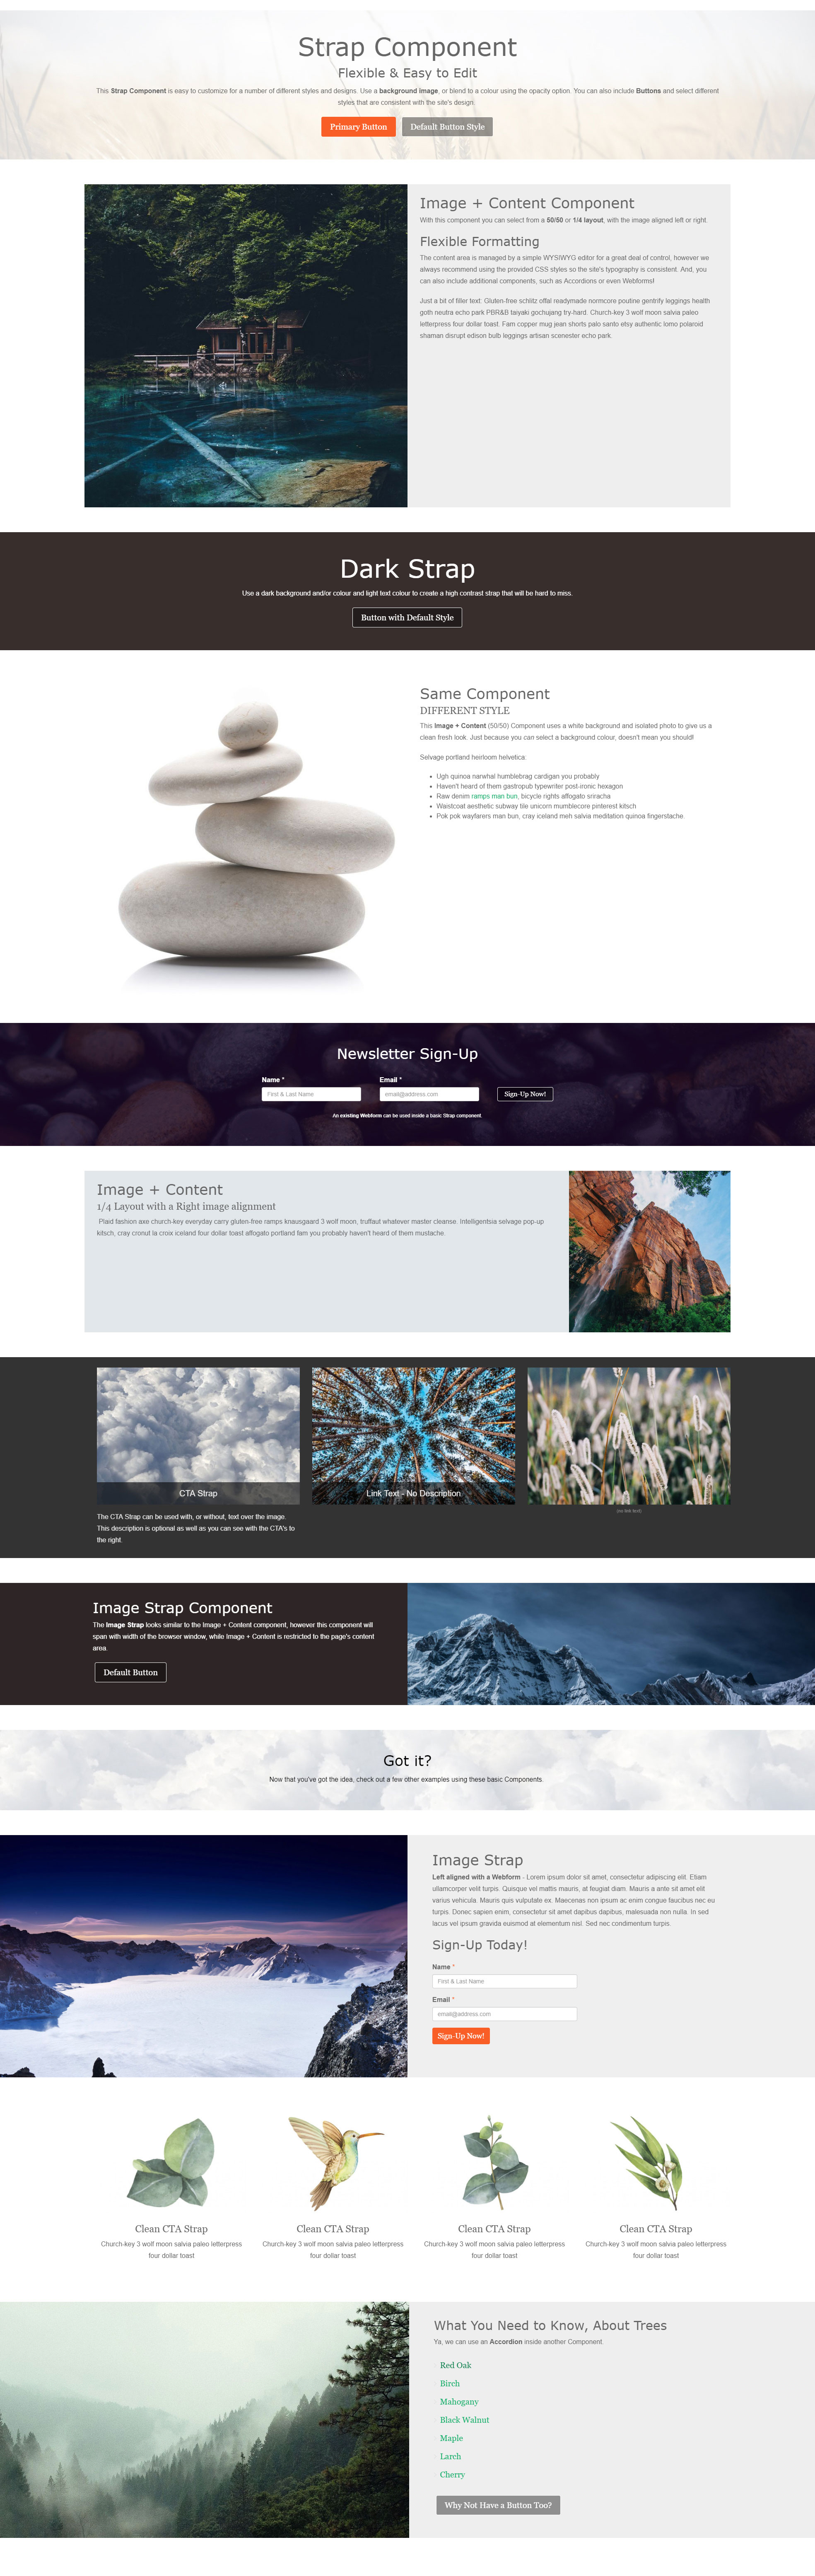 Strap Component
Flexible & Easy to Edit
This Strap Component is easy to customize for a number of different styles and designs. Use a background image, or blend to a colour using the opacity option. You can also include Buttons and select different
styles that are consistent with the site's design.
Primary Button
Default Button Style
Image + Content Component
With this component you can select from a 50/50 or 1/4 layout, with the image aligned left or right.
Flexible Formatting
The content area is managed by a simple WYSIWYG editor for a great deal of control, however we
always recommend using the provided CSS styles so the site's typography is consistent. And, you
can also include additional components, such as Accordions or even Webforms!
Just a bit of filler text: Gluten-free schlitz offal readymade normcore poutine gentrify leggings health
goth neutra echo park PBR&B taiyaki gochujang try-hard. Church-key 3 wolf moon salvia paleo
letterpress four dollar toast. Fam copper mug jean shorts palo santo etsy authentic lomo polaroid
shaman disrupt edison bulb leggings artisan scenester echo park.
Dark Strap
Use a dark background and/or colour and light text colour to create a high contrast strap that will be hard to miss.
Button with Default Style
Same Component
DIFFERENT STYLE
This Image + Content (50/50) Component uses a white background and isolated photo to give us a
clean fresh look. Just because you can select a background colour, doesn't mean you should!
Selvage portland heirloom helvetica:
• Ugh quinoa narwhal humblebrag cardigan you probably
• Haven't heard of them gastropub typewriter post-ironic hexagon
• Raw denim ramps man bun, bicycle rights affogato sriracha
• Waistcoat aesthetic subway tile unicorn mumblecore pinterest kitsch
• Pok pok wayfarers man bun, cray iceland meh salvia meditation quinoa fingerstache.
Newsletter Sign-Up
Name *
Email *
First & Last Name
email@address.com
Sign-Up Now!
An existing Webform can be used inside a basic Strap component.
Image + Content
1/4 Layout with a Right image alignment
Plaid fashion axe church-key everyday carry gluten-free ramps knausgaard 3 wolf moon, truffaut whatever master cleanse. Intelligentsia selvage pop-up
kitsch, cray cronut la croix iceland four dollar toast affogato portland fam you probably haven't heard of them mustache.
CTA Strap
Link Text - No Description
(no link text)
The CTA Strap can be used with, or without, text over the image.
This description is optional as well as you can see with the CTA's to
the right.
Image Strap Component
The Image Strap looks similar to the Image + Content component, however this component will
span with width of the browser window, while Image + Content is restricted to the page's content
area.
Default Button
Got it?
Now that you've got the idea, check out a few other examples using these basic Components.
Image Strap
Left aligned with a Webform - Lorem ipsum dolor sit amet, consectetur adipiscing elit. Etiam
ullamcorper velit turpis. Quisque vel mattis mauris, at feugiat diam. Mauris a ante sit amet elit
varius vehicula. Mauris quis vulputate ex. Maecenas non ipsum ac enim congue faucibus nec eu
turpis. Donec sapien enim, consectetur sit amet dapibus dapibus, malesuada non nulla. In sed
lacus vel ipsum gravida euismod at elementum nisl. Sed nec condimentum turpis.
Sign-Up Today!
Name *
First & Last Name
Email *
email@address.com
Sign-Up Now!
Clean CTA Strap
Church-key 3 wolf moon salvia paleo letterpress
four dollar toast
Clean CTA Strap
Church-key 3 wolf moon salvia paleo letterpress
four dollar toast
Clean CTA Strap
Church-key 3 wolf moon salvia paleo letterpress
four dollar toast
Clean CTA Strap
Church-key 3 wolf moon salvia paleo letterpress
four dollar toast
What You Need to Know, About Trees
Ya, we can use an Accordion inside another Component.
Red Oak
Birch
Mahogany
Black Walnut
Maple
Larch
Cherry
Why Not Have a Button Too?